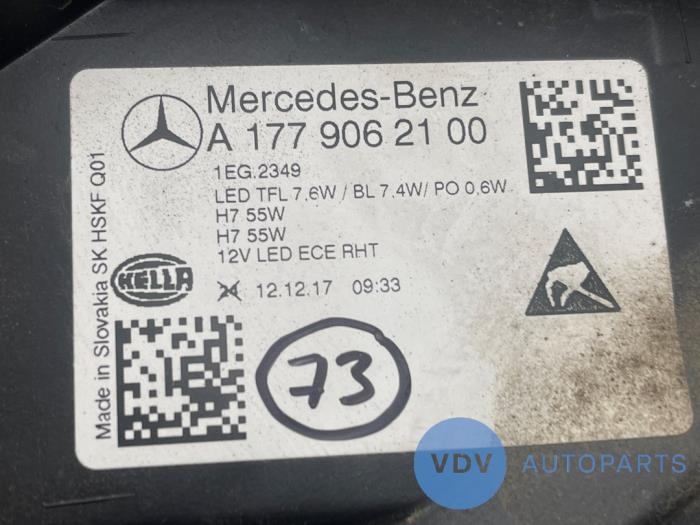 Mercedes-Benz
A 177 906 21 00
1EG.2349
LED TFL 7,6W / BL 7,4W/ PO 0,6W
H7 55W
H7 55W
12V LED ECE RHT
24 12.12.17 09:33
HELLA
Made in Slovakia SK HSKF Q01
73
VDV AUTOPARTS